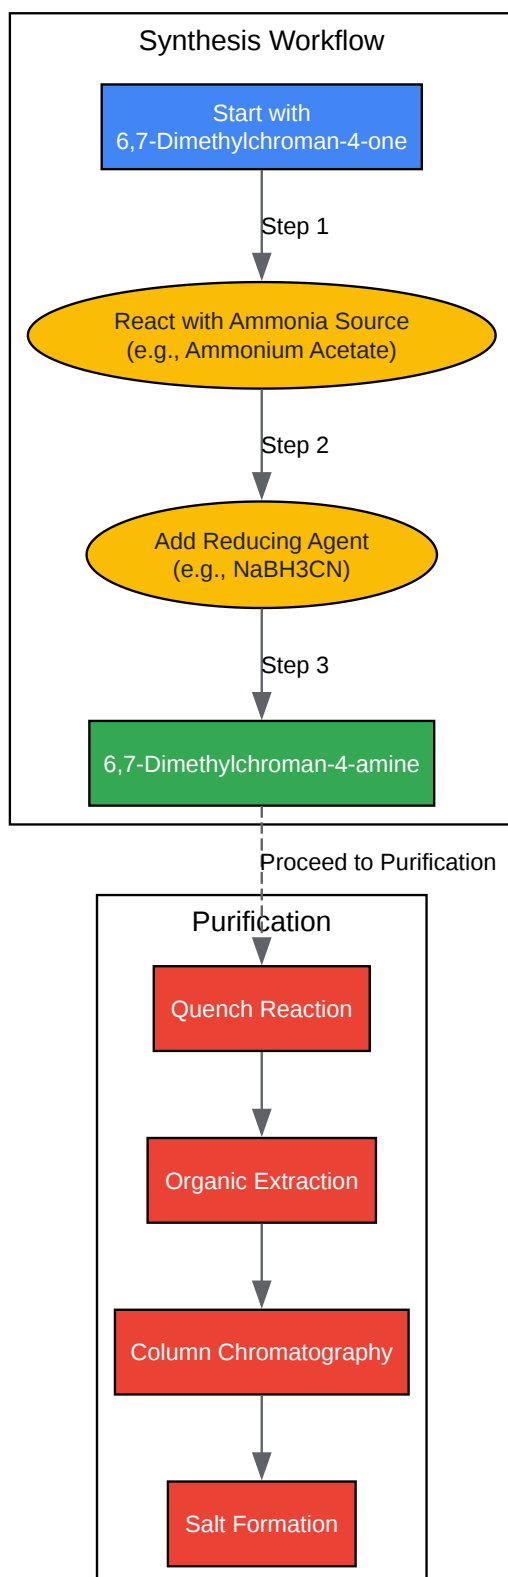 Synthesis Workflow
Start with
6,7-Dimethylchroman-4-one
Step 1
React with Ammonia Source
(e.g., Ammonium Acetate)
Step 2
Add Reducing Agent
(e.g., NaBH3CN)
Step 3
6,7-Dimethylchroman-4-amine
Proceed to Purification
Purification
Quench Reaction
Organic Extraction
Column Chromatography
Salt Formation